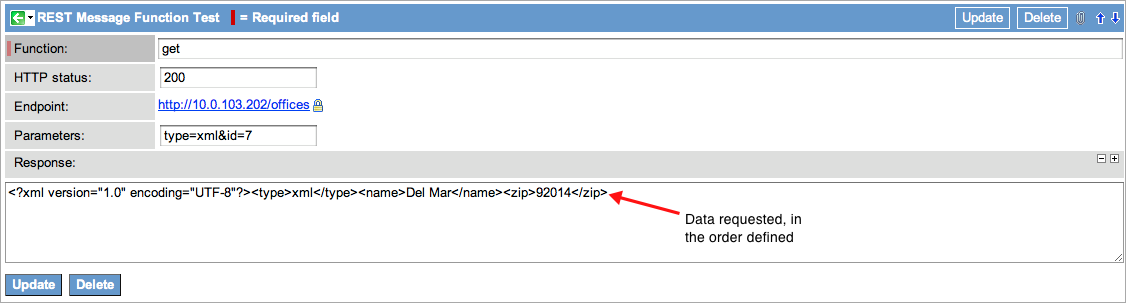 REST Message Function Test = Required field Update Delete
Function: get
HTTP status: 200
Endpoint: http://10.0.103.202/offices
Parameters: type=xml&id=7
Response:
<?xml version="1.0" encoding="UTF-8"?><type>xml</type><name>Del Mar</name><zip>92014</zip>
Data requested, in
the order defined
Update Delete